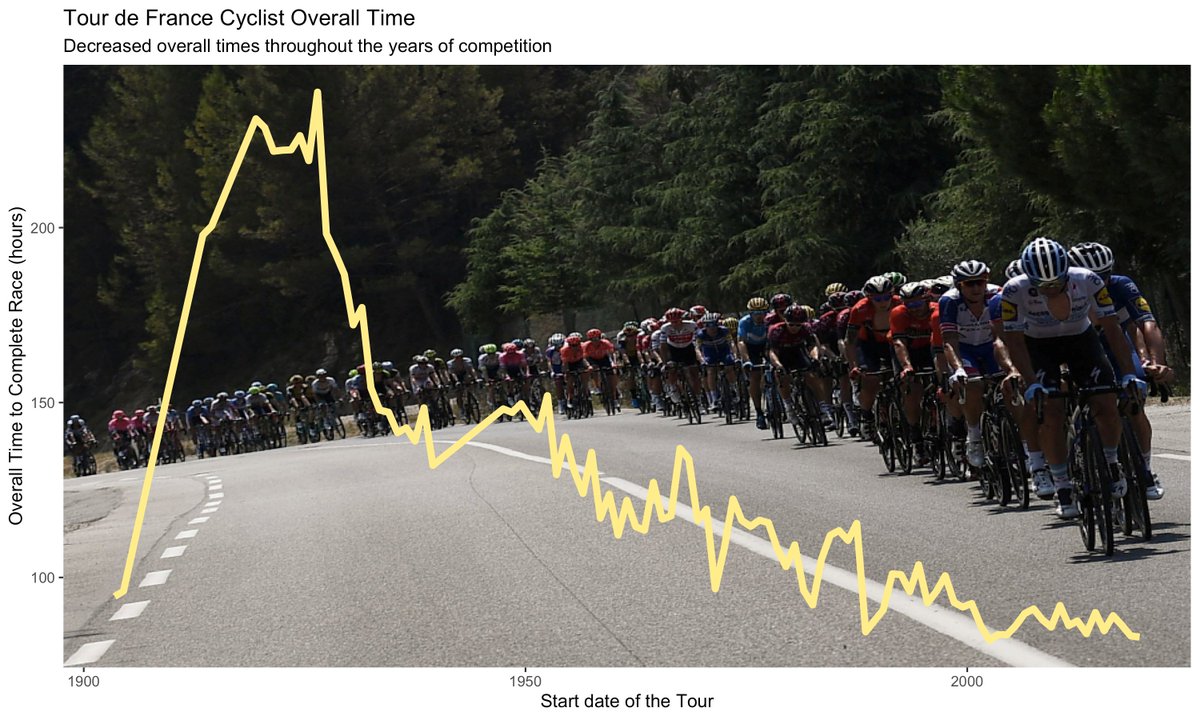 Tour de France Cyclist Overall Time
Decreased overall times throughout the years of competition
Overall Time to Complete Race (hours)
200
150
100
1900
1950
2000
Start date of the Tour